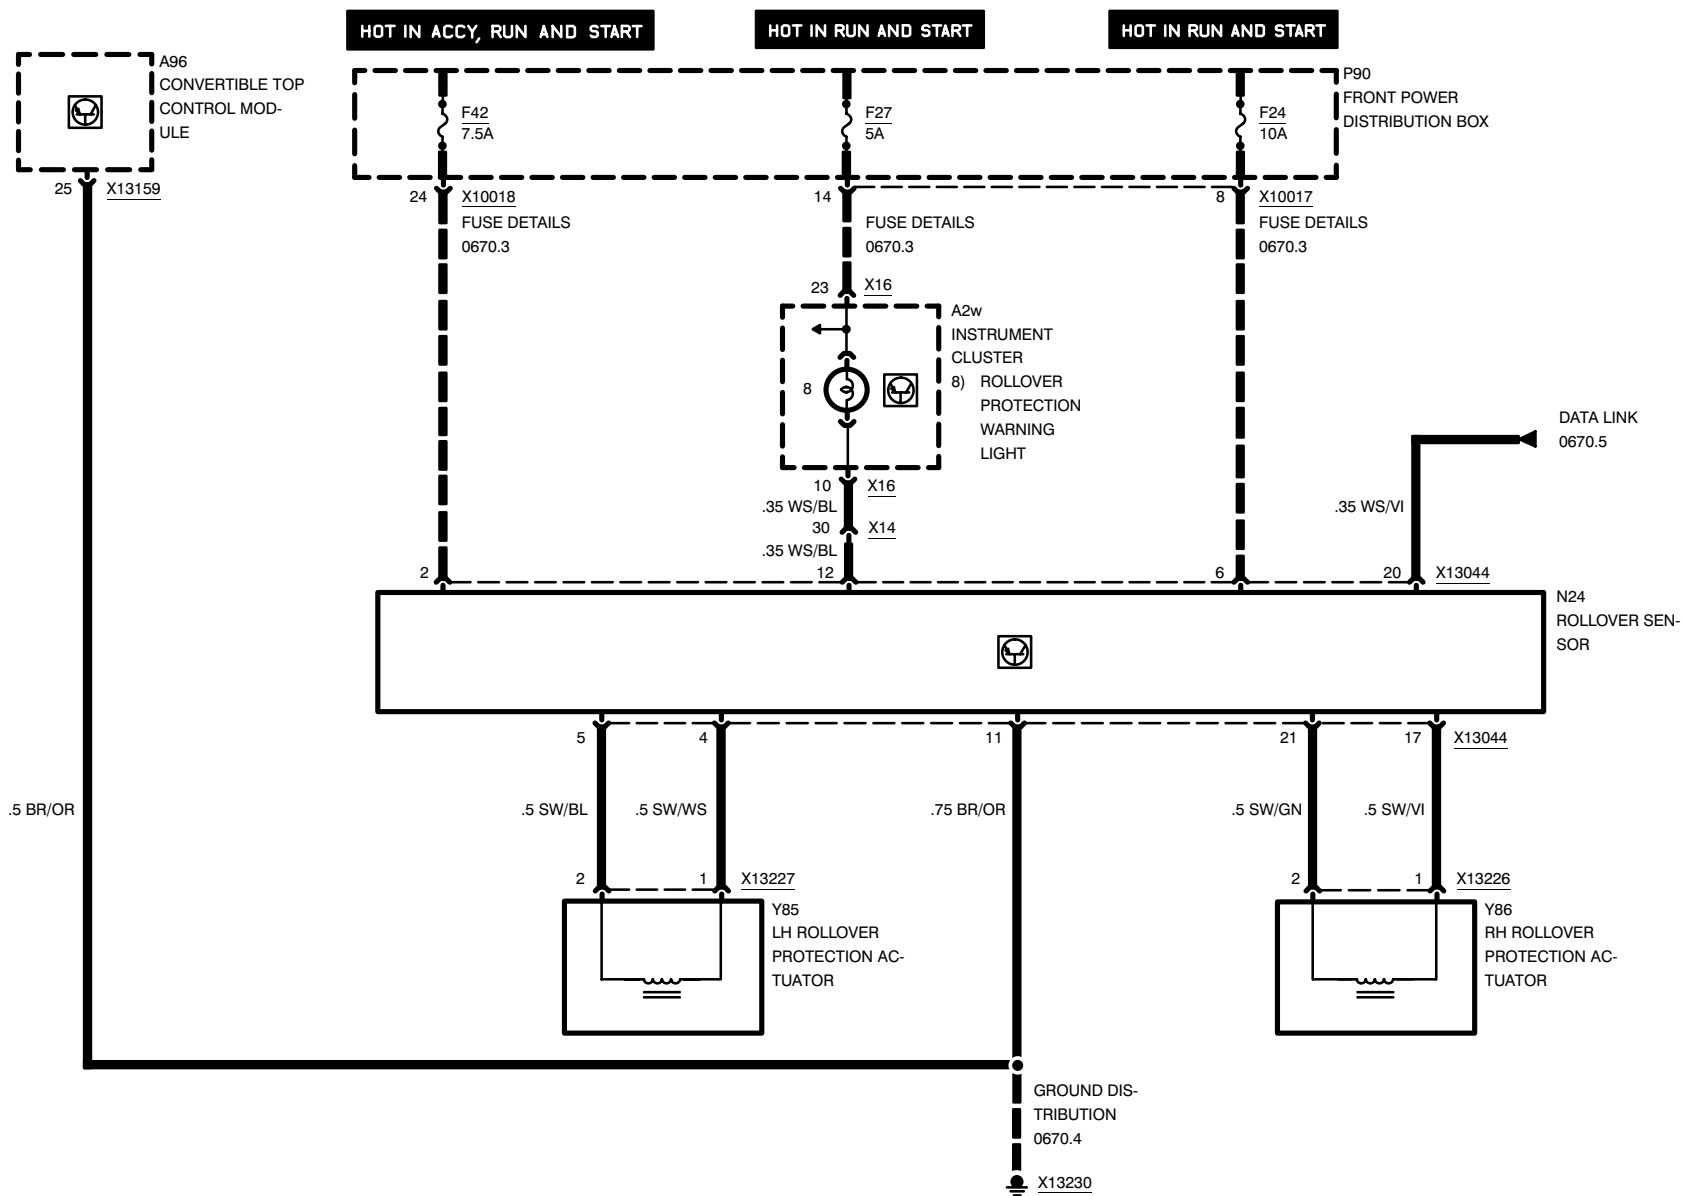 HOT IN ACCY, RUN AND START
HOT IN RUN AND START
HOT IN RUN AND START
A96
CONVERTIBLE TOP
CONTROL MOD-
ULE
P90
FRONT POWER
DISTRIBUTION BOX
F42
7.5A
F27
5A
F24
10A
25
X13159
24
X10018
FUSE DETAILS
0670.3
14
FUSE DETAILS
0670.3
8
X10017
FUSE DETAILS
0670.3
23
X16
A2w
INSTRUMENT
CLUSTER
8) ROLLOVER
PROTECTION
WARNING
LIGHT
8
DATA LINK
0670.5
10
X16
.35 WS/BL
30
X14
.35 WS/BL
.35 WS/VI
2
12
6
20
X13044
N24
ROLLOVER SEN-
SOR
5
4
11
21
17
X13044
.5 BR/OR
.5 SW/BL
.5 SW/WS
.75 BR/OR
.5 SW/GN
.5 SW/VI
2
1
X13227
2
1
X13226
Y85
LH ROLLOVER
PROTECTION AC-
TUATOR
Y86
RH ROLLOVER
PROTECTION AC-
TUATOR
GROUND DIS-
TRIBUTION
0670.4
X13230